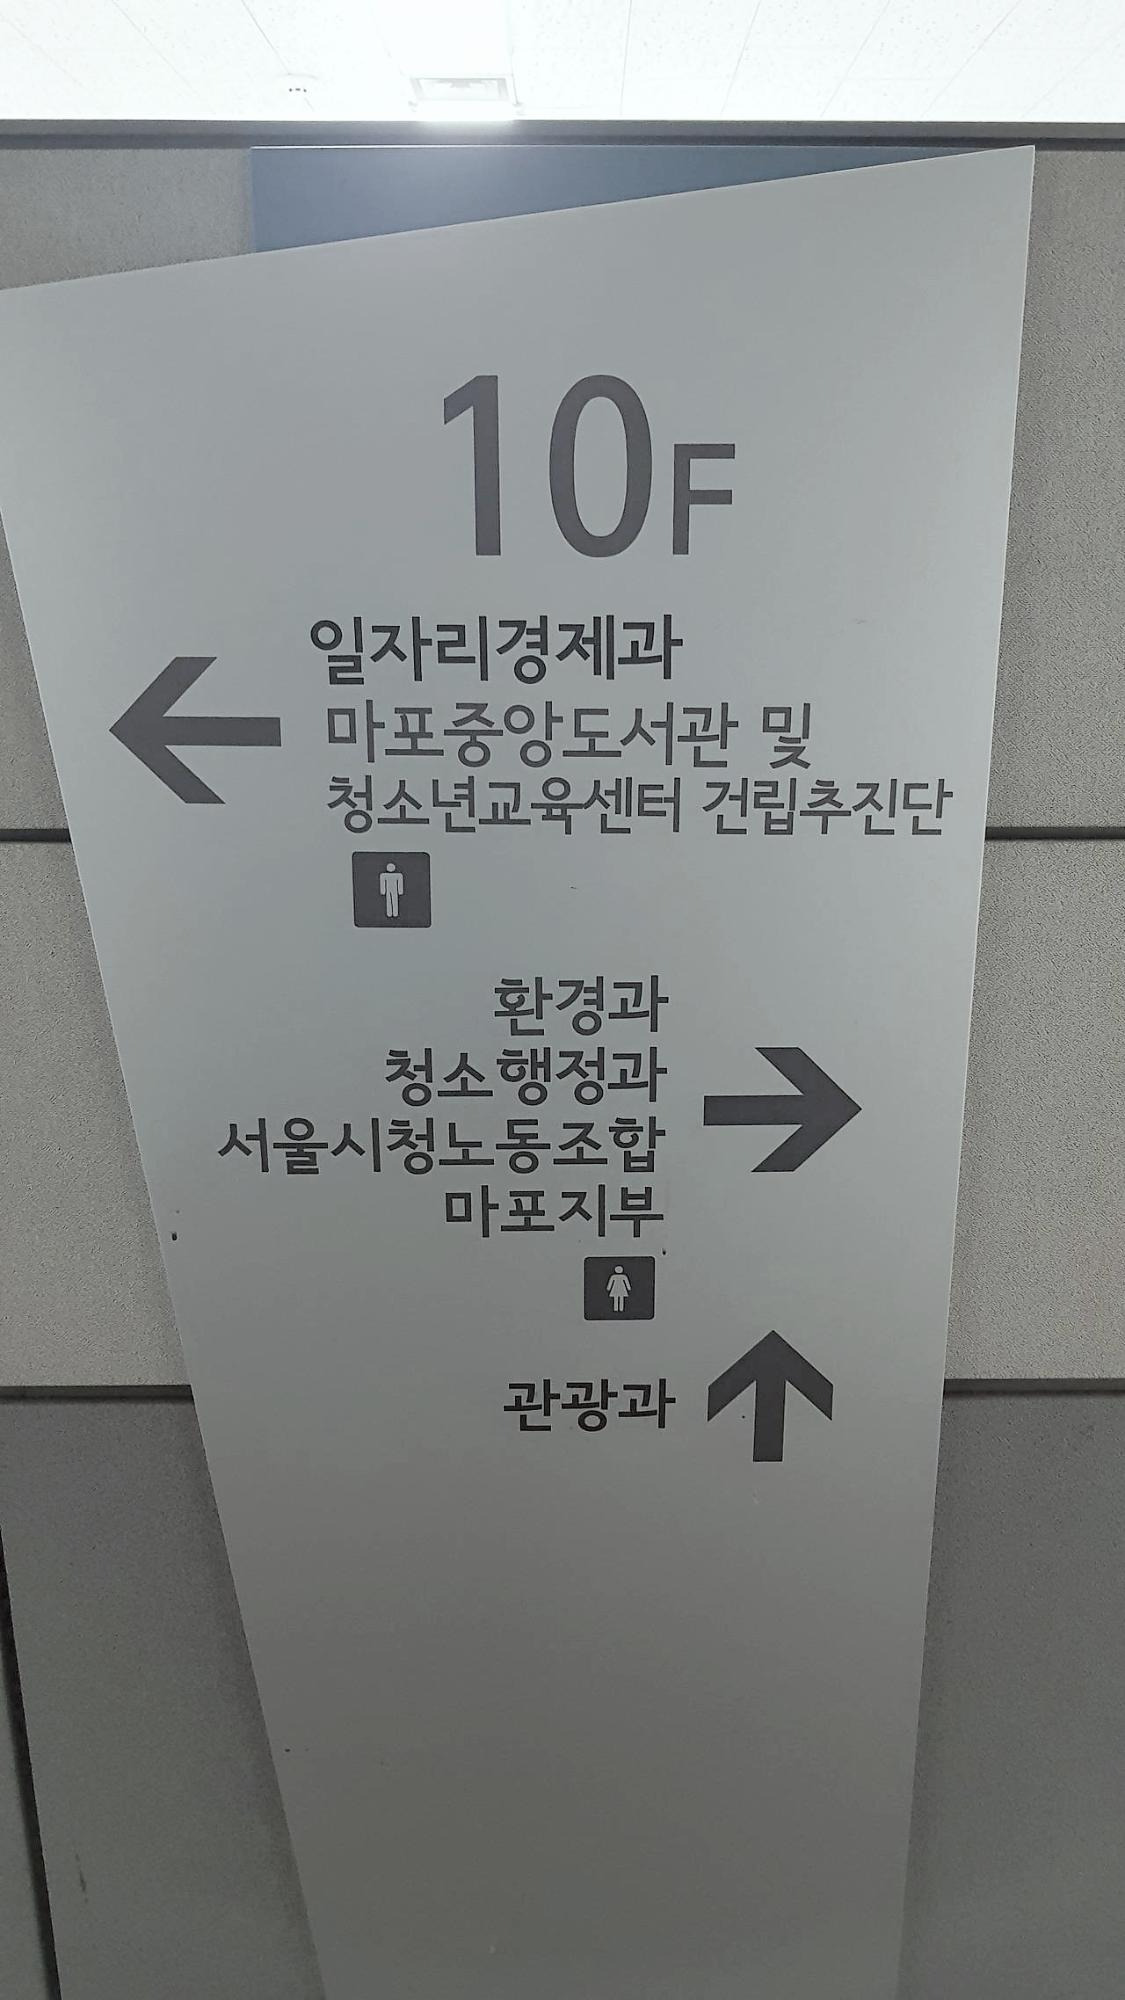 10F
일자리경제과
마포중앙도서관 및
청소년교육센터 건립추진단
환경과
청소행정과
서울시청노동조합
마포지부
관광과